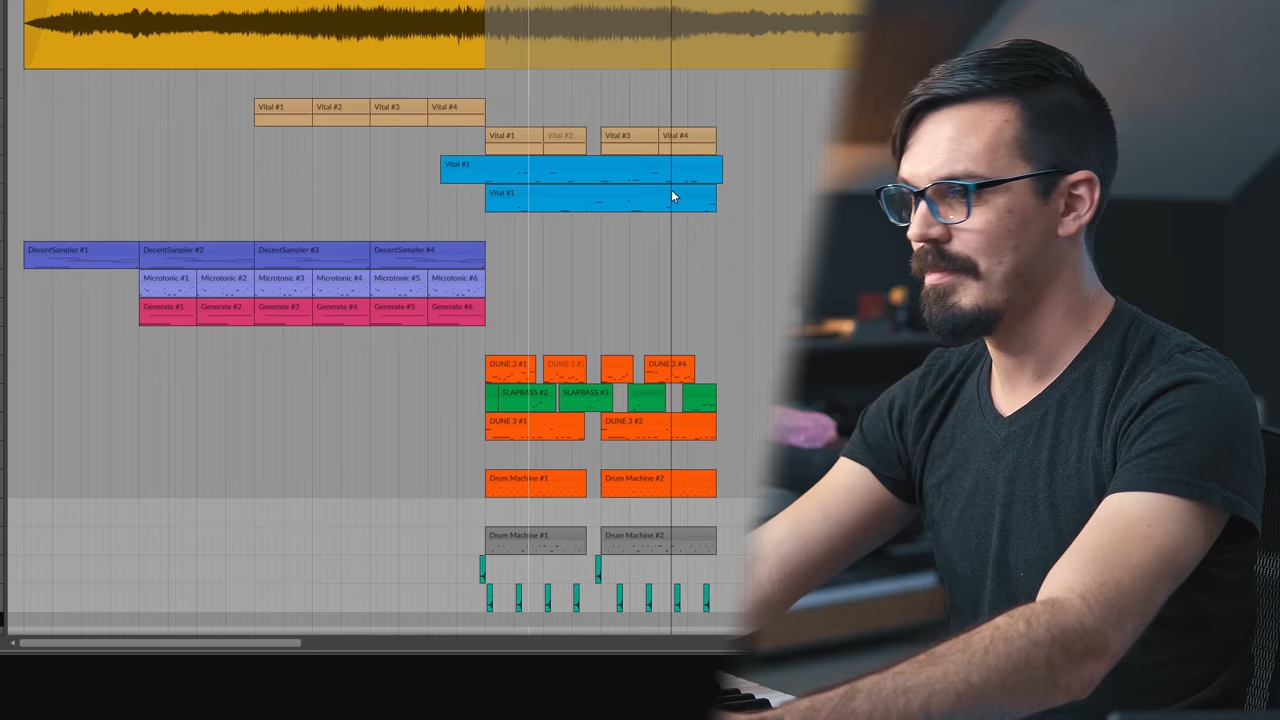 Vital #1 Vital #2 Vital #3 Vital #4
Vital #1 Vital #2 Vital #3 Vital #4
Vital #1
Vital #1
DecentSampler #1 DecentSampler #2 DecentSampler #3 DecentSampler #4
Microtonic #1 Microtonic #2 Microtonic #3 Microtonic #4 Microtonic #5 Microtonic #6
Generate #1 Generate #2 Generate #3 Generate #4 Generate #5 Generate #6
DUNE 3 #1 DUNE 3 DUNE 3 #4
SLAPBASS #2 SLAPBASS #3
DUNE 3 #1 DUNE 3 #2
Drum Machine #1 Drum Machine #2
Drum Machine #1 Drum Machine #2